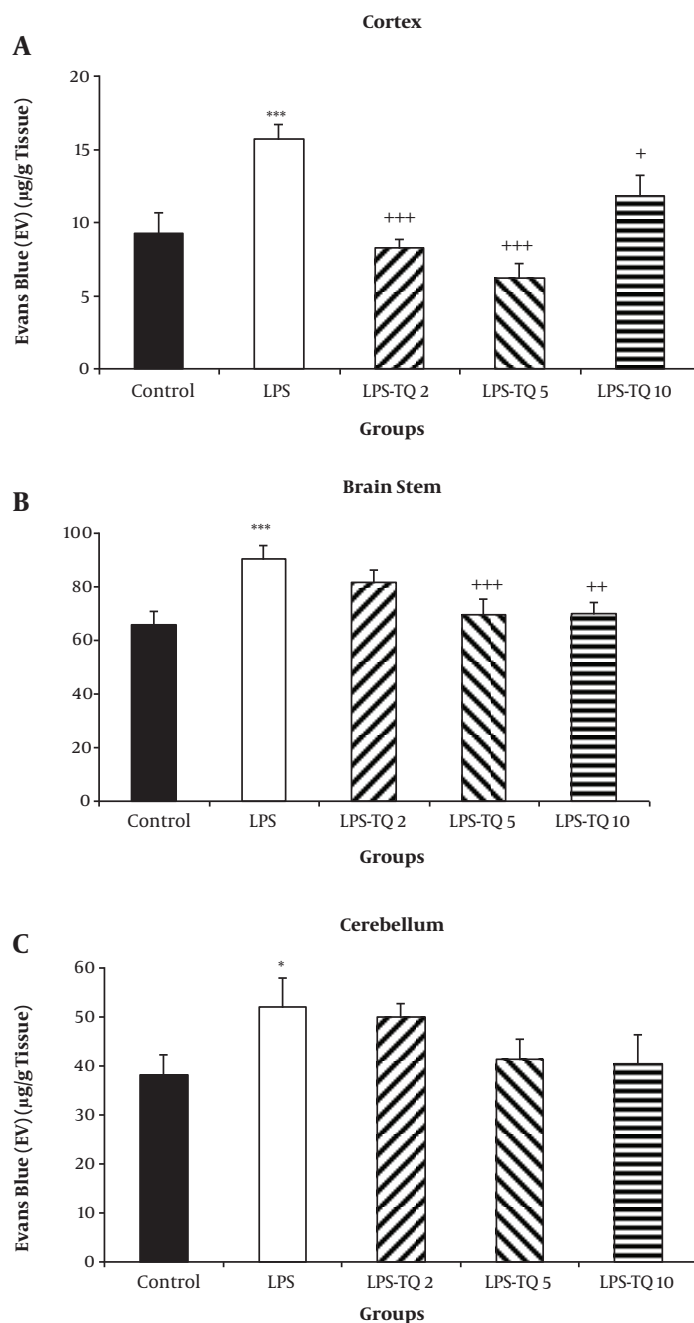 Cortex
A
Evans Blue (EV) (µg/g Tissue)
20
15
10
5
0
***
+++
+++
+
Control LPS LPS-TQ 2 LPS-TQ 5 LPS-TQ 10
Groups
Brain Stem
B
100
80
60
40
20
0
***
+++
++
Control LPS LPS-TQ 2 LPS-TQ 5 LPS-TQ 10
Groups
Cerebellum
C
Evans Blue (EV) (µg/g Tissue)
60
50
40
30
20
10
0
*
Control LPS LPS-TQ 2 LPS-TQ 5 LPS-TQ 10
Groups